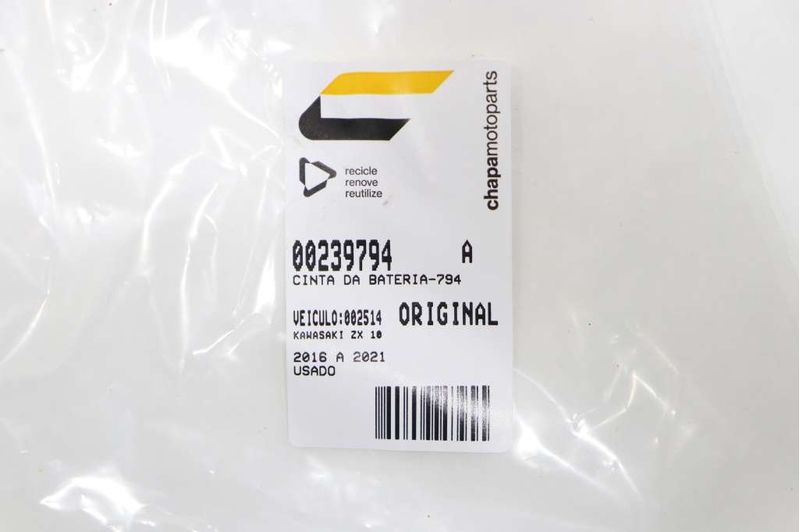 chapamotoparts
recicle
renove
reutilize
00239794 A
CINTA DA BATERIA-794
VEICULO:002514 ORIGINAL
KAWASAKI ZX 10
2016 A 2021
USADO